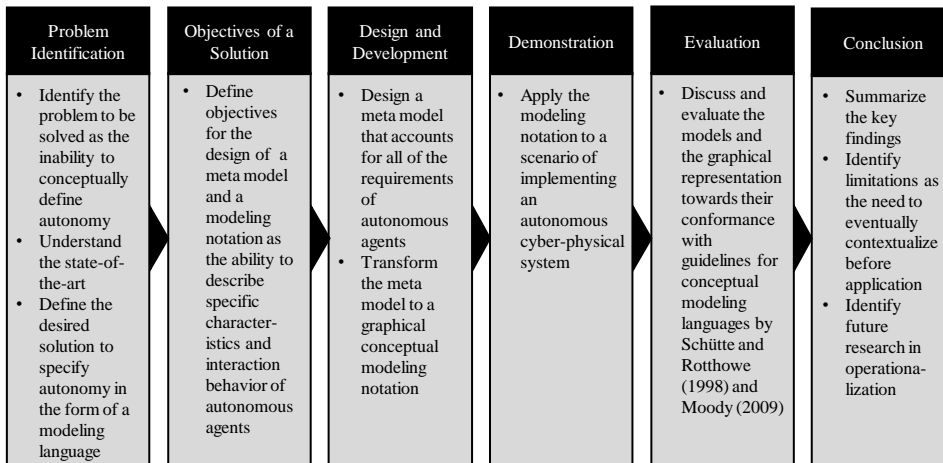 Problem
Identification
• Identify the
problem to be
solved as the
inability to
conceptually
define
autonomy
• Understand
the state-of-
the-art
• Define the
desired
solution to
specify
autonomy in
the form of a
modeling
language
Objectives of a
Solution
• Define
objectives
for the
design of a
meta model
and a
modeling
notation as
the ability to
describe
specific
character-
istics and
interaction
behavior of
autonomous
agents
Design and
Development
• Design a
meta model
that accounts
for all of the
requirements
of
autonomous
agents
• Transform
the meta
model to a
graphical
conceptual
modeling
notation
Demonstration
• Apply the
modeling
notation to a
scenario of
implementing
an
autonomous
cyber-physical
system
Evaluation
• Discuss and
evaluate the
models and
the graphical
representation
towards their
conformance
with
guidelines for
conceptual
modeling
languages by
Schütte and
Rotthowe
(1998) and
Moody (2009)
Conclusion
• Summarize
the key
findings
• Identify
limitations as
the need to
eventually
contextualize
before
application
• Identify
future
research in
operationa-
lization